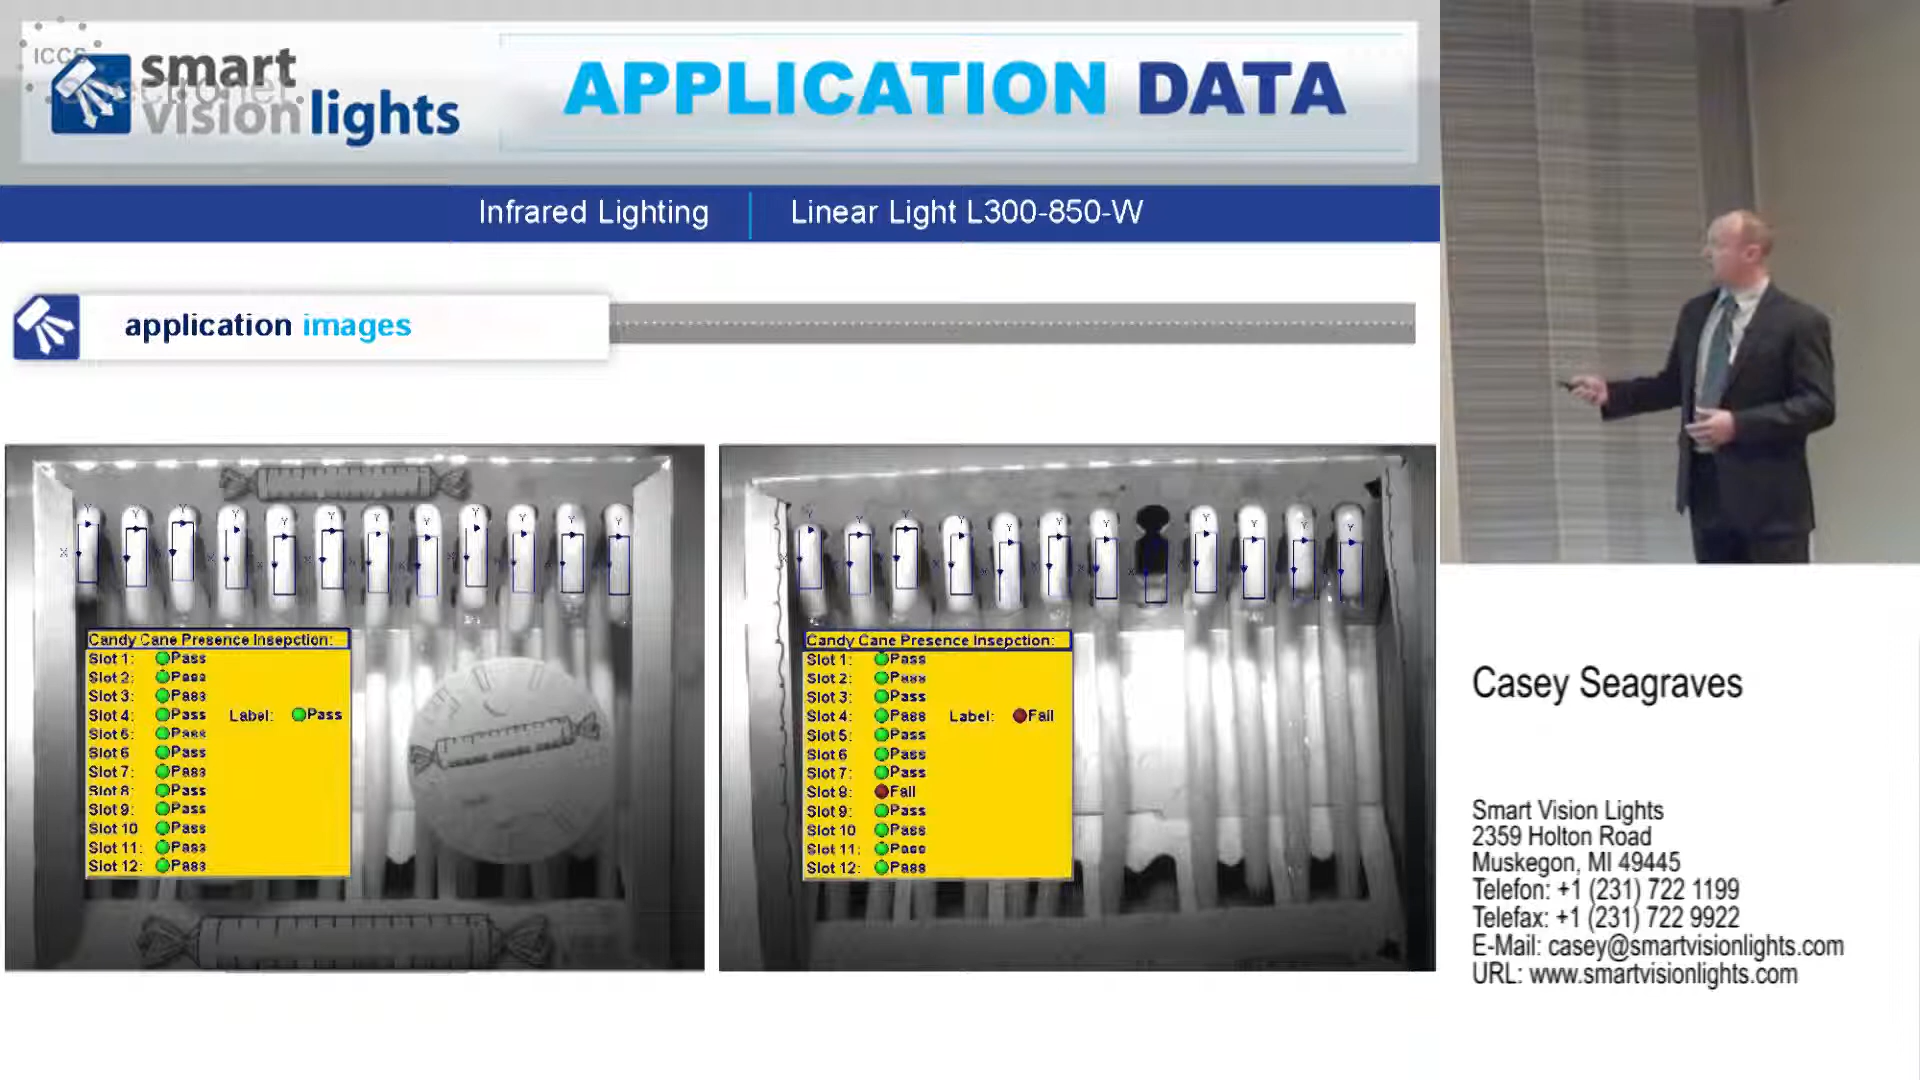 ICCS
smart
vision lights
APPLICATION DATA
Infrared Lighting
Linear Light L300-850-W
application images
Candy Cane Presence Insepction:
Slot 1: Pass
Slot 2: Pass
Slot 3: Pass
Slot 4: Pass Label: Pass
Slot 5: Pass
Slot 6 Pass
Slot 7: Pass
Slot 8: Pass
Slot 9: Pass
Slot 10 Pass
Slot 11: Pass
Slot 12: Pass
Candy Cane Presence Insepction:
Slot 1: Pass
Slot 2: Pass
Slot 3: Pass
Slot 4: Pass Label: Fail
Slot 5: Pass
Slot 6 Pass
Slot 7: Pass
Slot 8: Fail
Slot 9: Pass
Slot 10 Pass
Slot 11: Pass
Slot 12: Pass
Casey Seagraves
Smart Vision Lights
2359 Holton Road
Muskegon, MI 49445
Telefon: +1 (231) 722 1199
Telefax: +1 (231) 722 9922
E-Mail: casey@smartvisionlights.com
URL: www.smartvisionlights.com